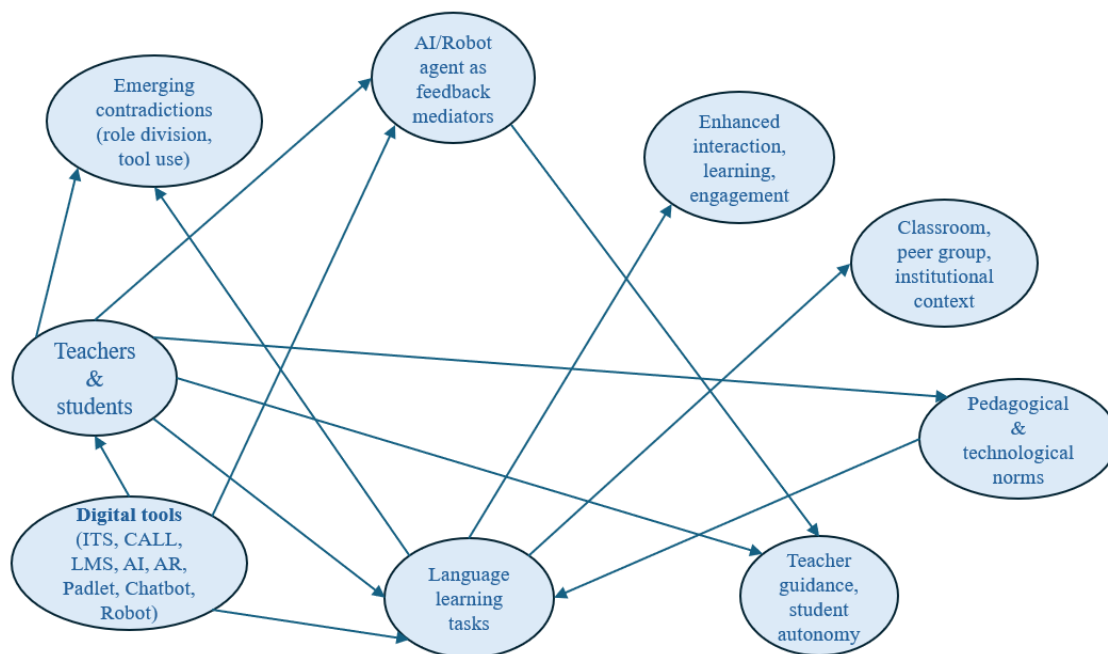 AI/Robot
agent as
feedback
mediators
Emerging
contradictions
(role division,
tool use)
Enhanced
interaction,
learning,
engagement
Classroom,
peer group,
institutional
context
Teachers
&
students
Pedagogical
&
technological
norms
Digital tools
(ITS, CALL,
LMS, AI, AR,
Padlet, Chatbot,
Robot)
Language
learning
tasks
Teacher
guidance,
student
autonomy